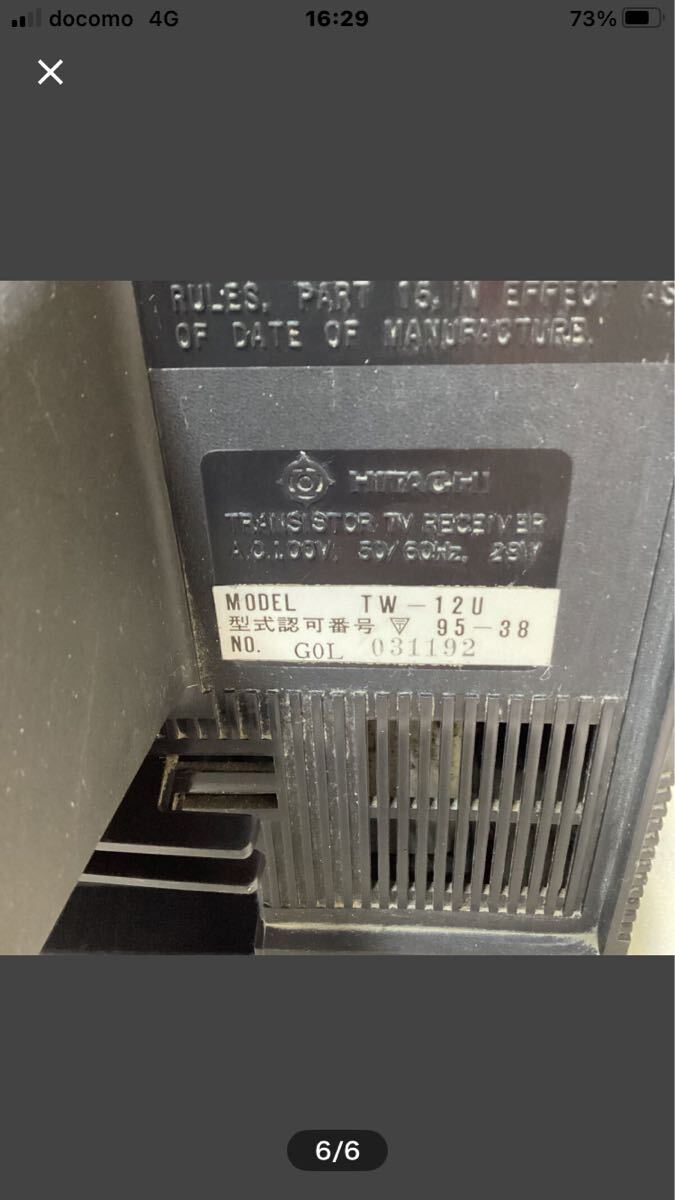 docomo 4G 16:29 73%
RULES, PART 15, IN EFFECT AS
OF DATE OF MANUFACTURE.
HITACHI
TRANSISTOR TV RECEIVER
A.C.100V, 50/60Hz, 29W
MODEL TW-12U
型式認可番号 95-38
NO. G0L 031192
6/6